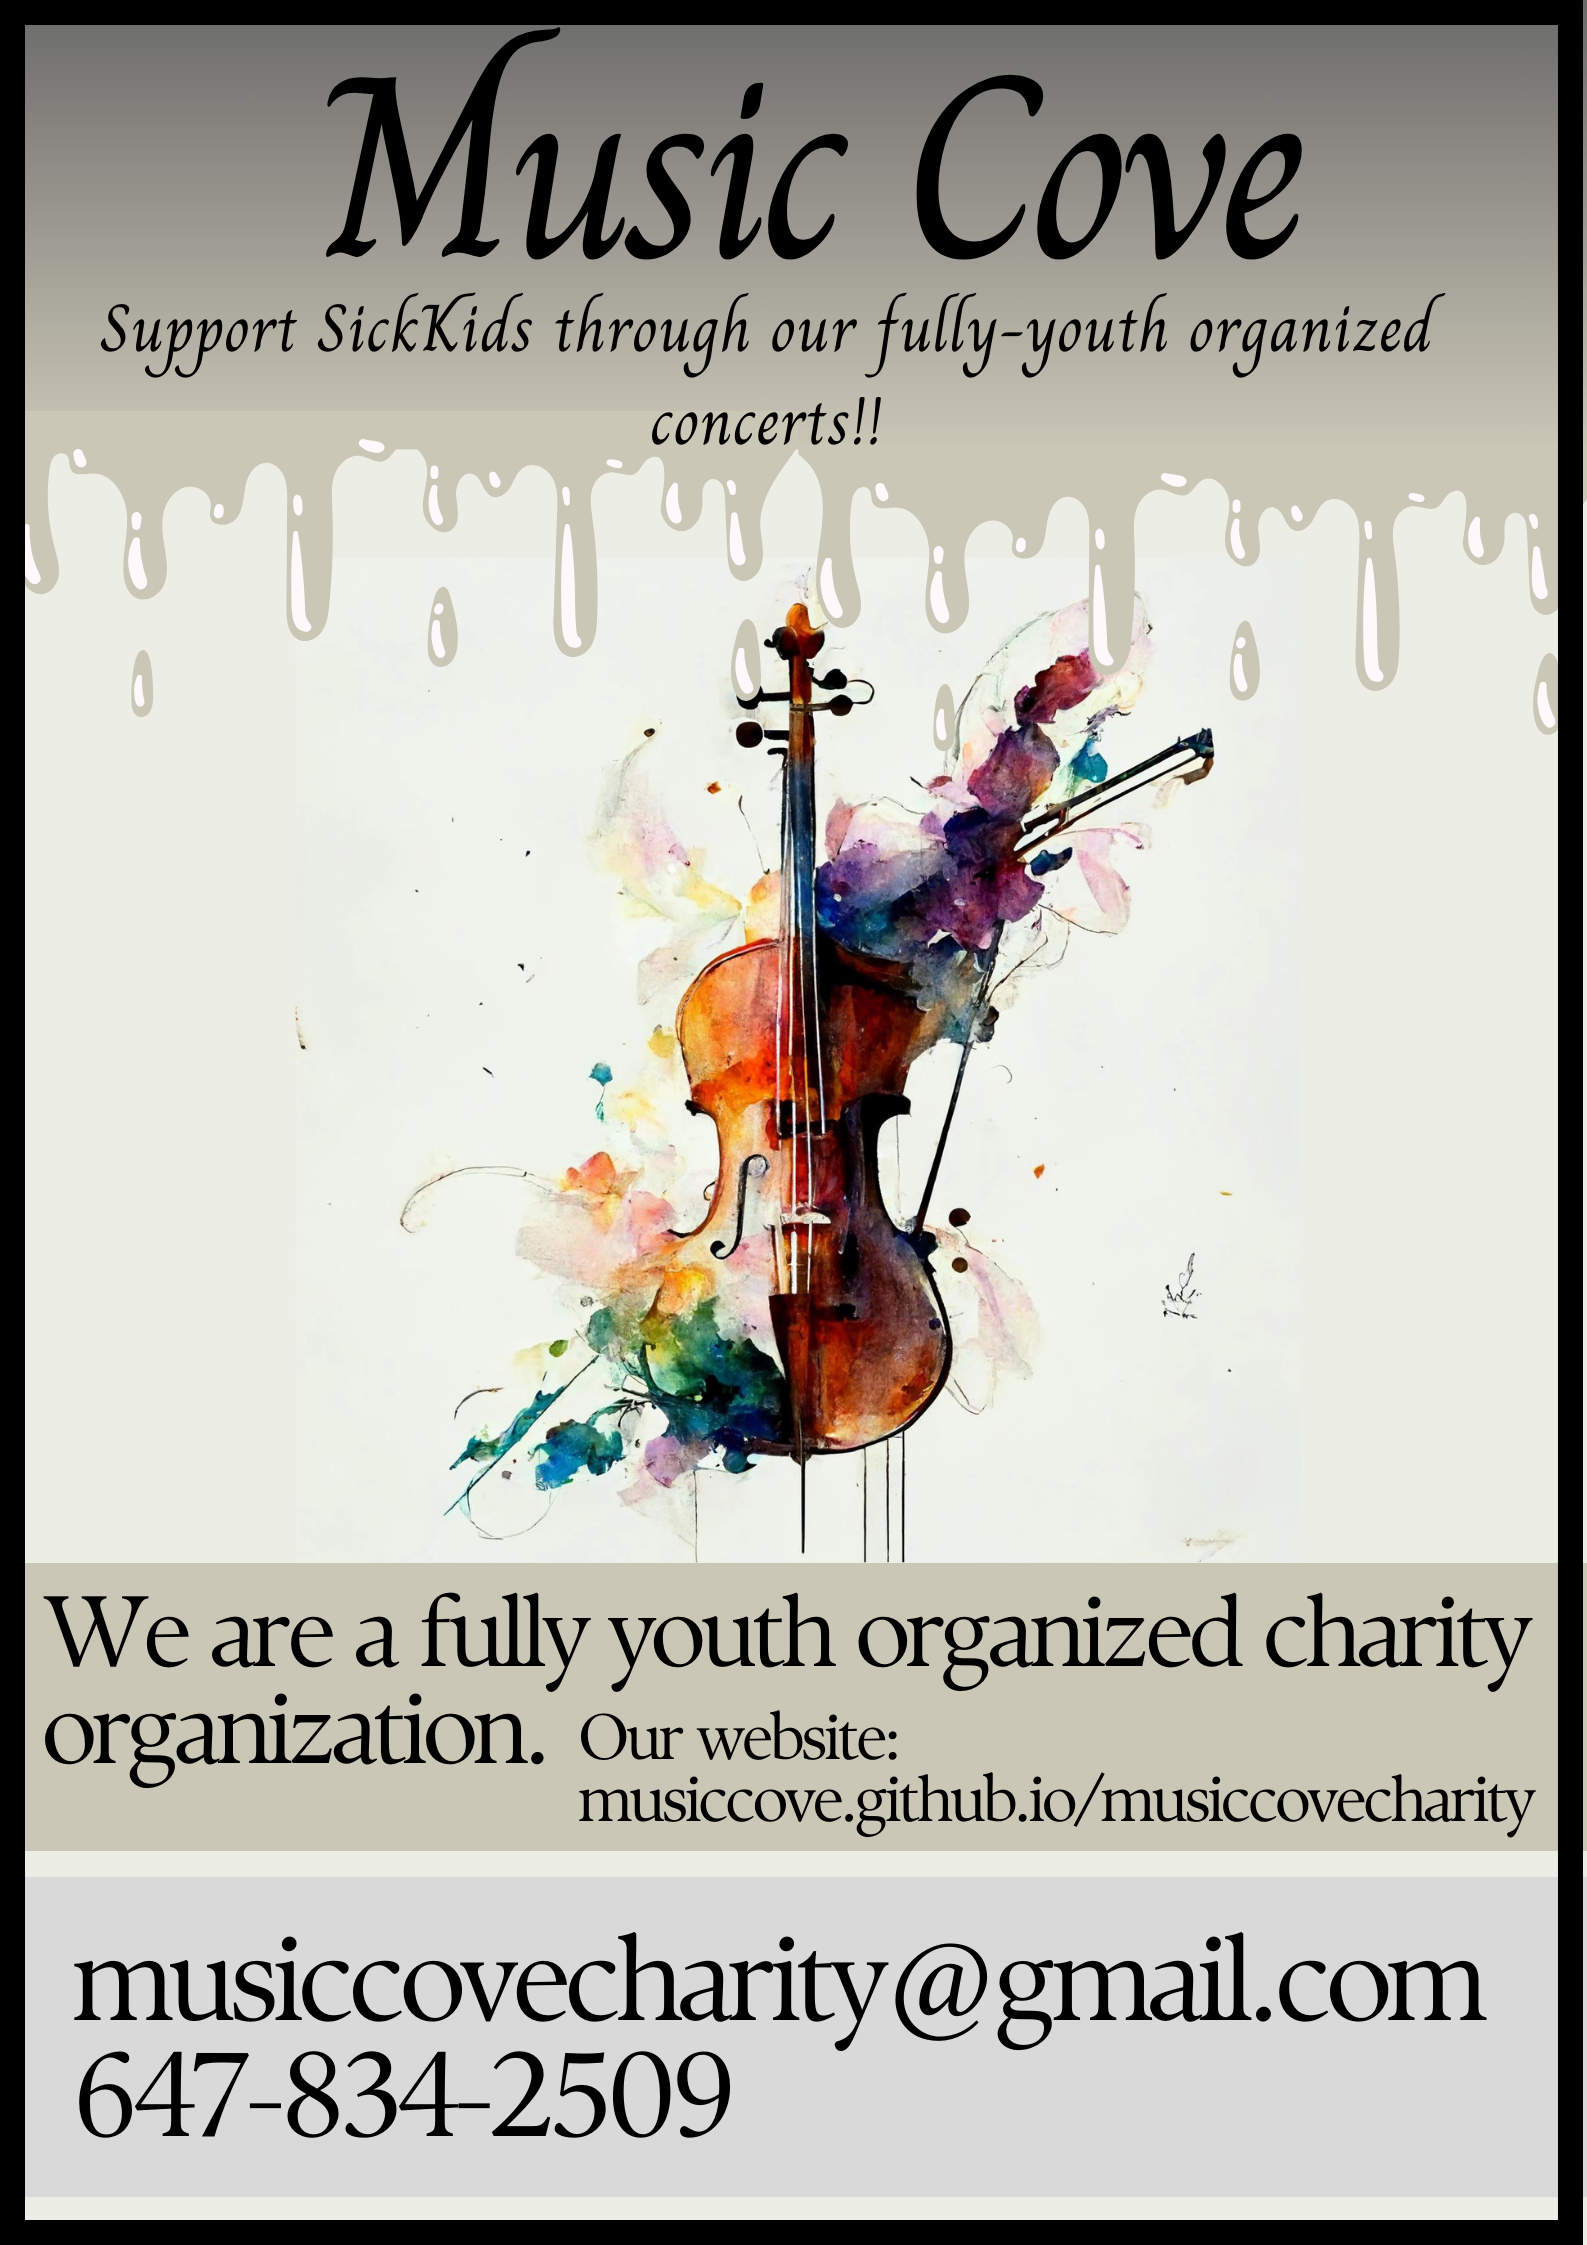 Music Cove
Support SickKids through our fully-youth organized
concerts!!
We are a fully youth organized charity
organization.
Our website:
musiccove.github.io/musiccovecharity
musiccovecharity@gmail.com
647-834-2509